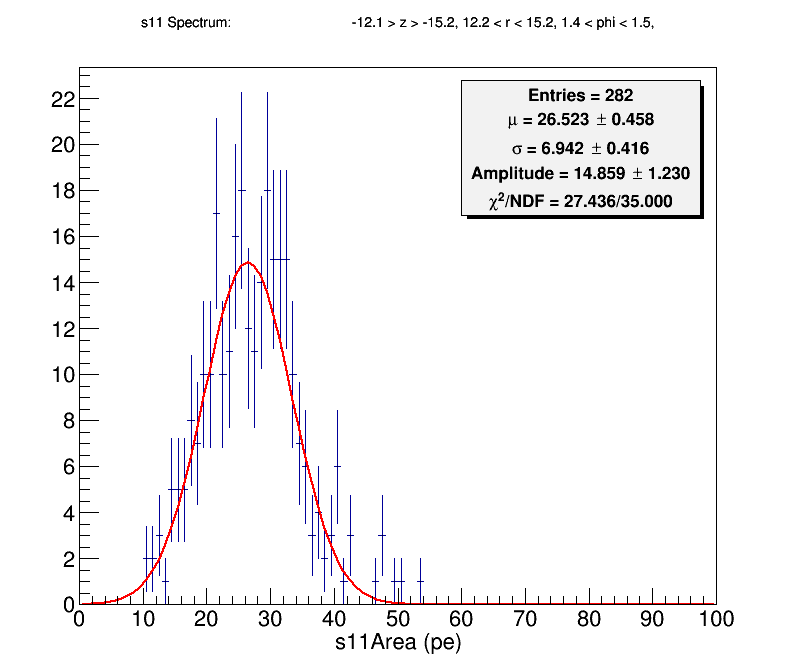 s11 Spectrum: -12.1 > z > -15.2, 12.2 < r < 15.2, 1.4 < phi < 1.5,
Entries = 282
μ = 26.523 ± 0.458
σ = 6.942 ± 0.416
Amplitude = 14.859 ± 1.230
χ²/NDF = 27.436/35.000
22
20
18
16
14
12
10
8
6
4
2
0
0 10 20 30 40 50 60 70 80 90 100
s11Area (pe)